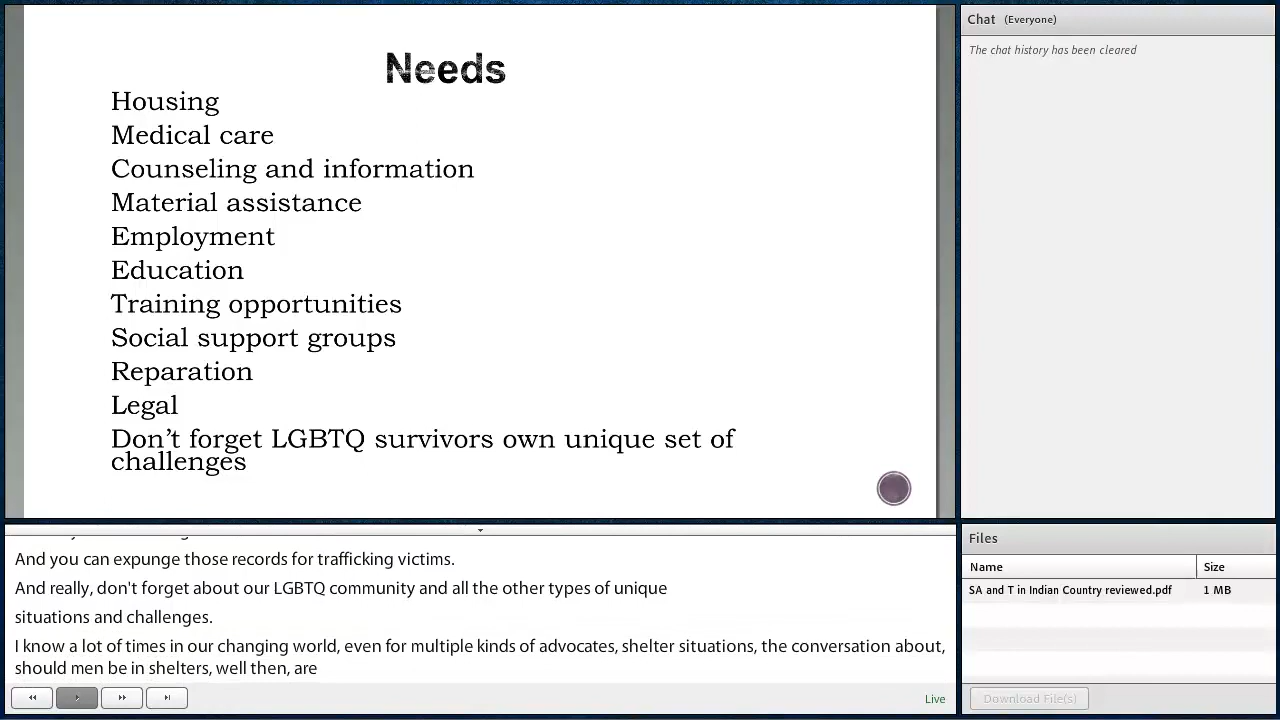 Needs
Housing
Medical care
Counseling and information
Material assistance
Employment
Education
Training opportunities
Social support groups
Reparation
Legal
Don't forget LGBTQ survivors own unique set of
challenges
And you can expunge those records for trafficking victims.
And really, don't forget about our LGBTQ community and all the other types of unique
situations and challenges.
I know a lot of times in our changing world, even for multiple kinds of advocates, shelter situations, the conversation about,
should men be in shelters, well then, are
Live
Chat (Everyone)
The chat history has been cleared
Files
Name Size
SA and T in Indian Country reviewed.pdf 1 MB
Download File(s)